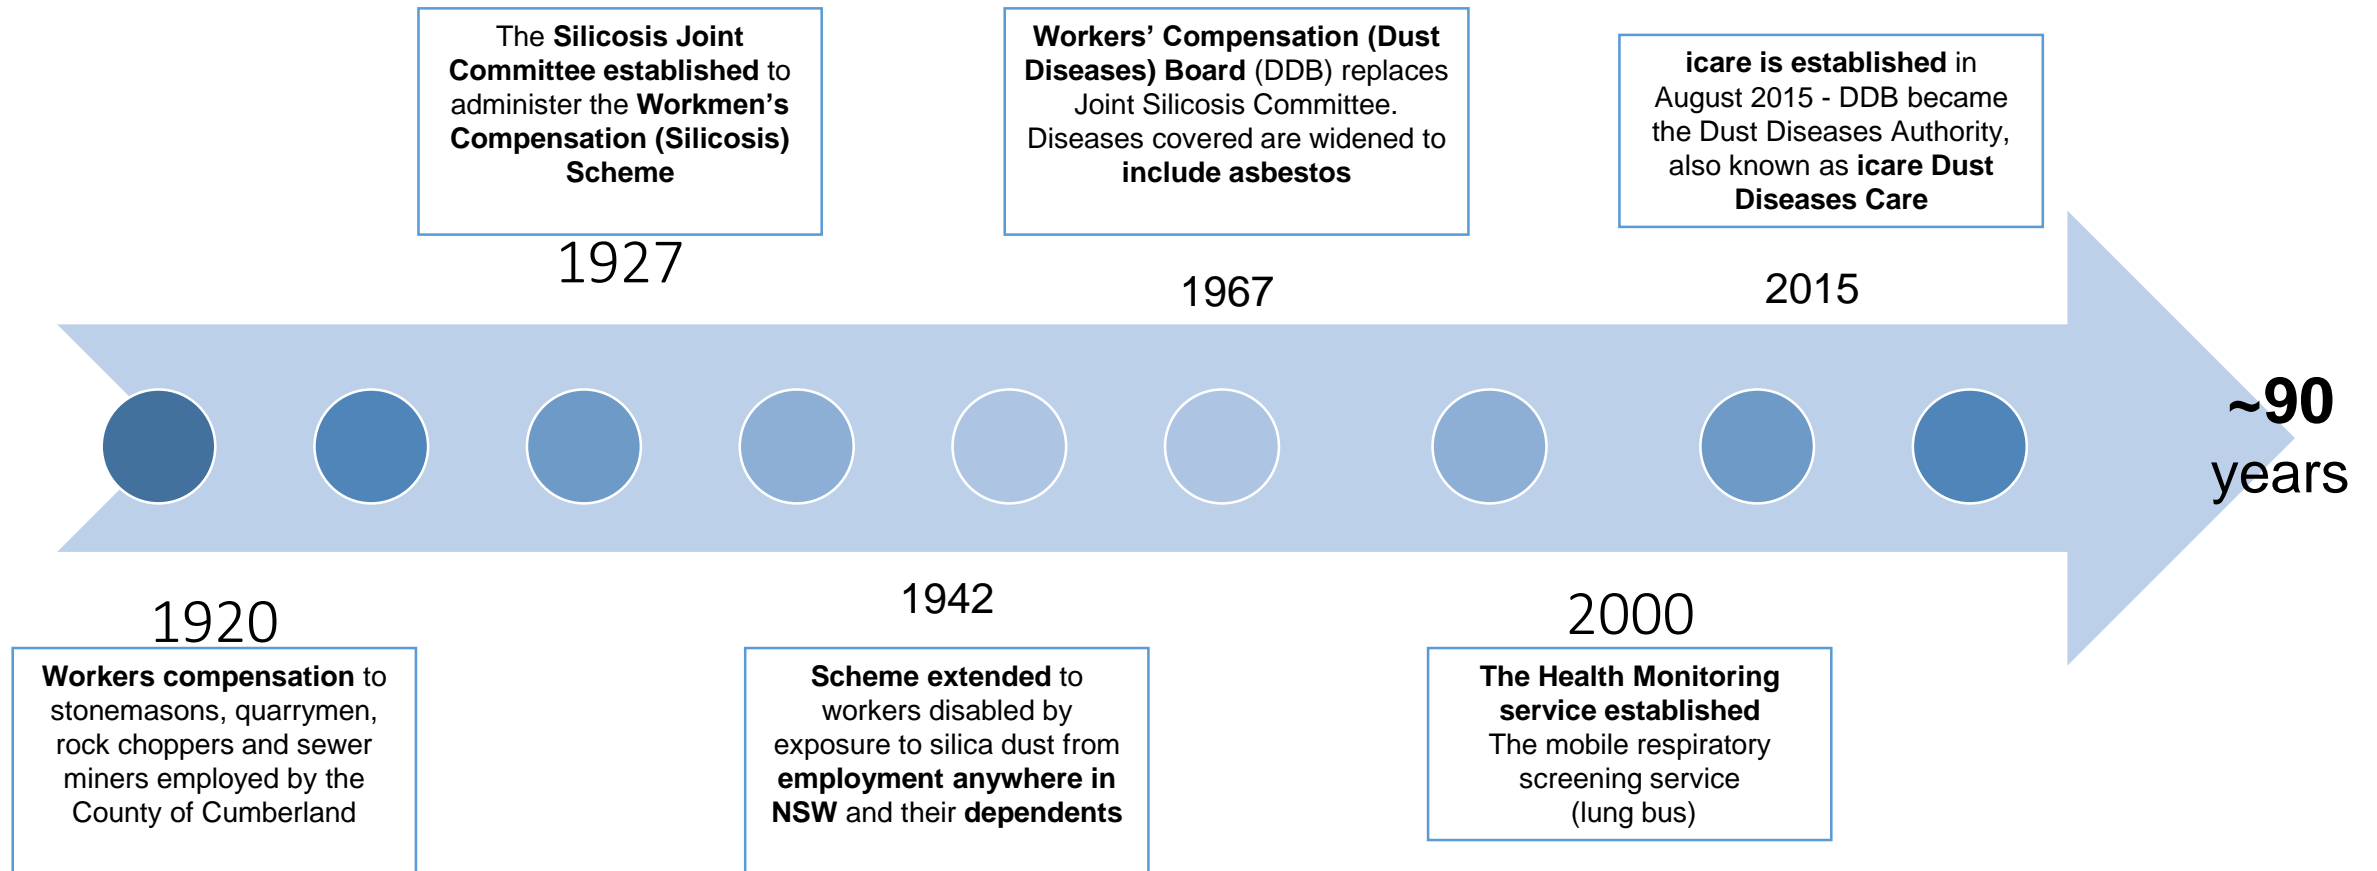 The Silicosis Joint
Committee established to
administer the Workmen's
Compensation (Silicosis)
Scheme
1927
Workers' Compensation (Dust
Diseases) Board (DDB) replaces
Joint Silicosis Committee.
Diseases covered are widened to
include asbestos
1967
icare is established in
August 2015 - DDB became
the Dust Diseases Authority,
also known as icare Dust
Diseases Care
2015
~90
years
1920
Workers compensation to
stonemasons, quarrymen,
rock choppers and sewer
miners employed by the
County of Cumberland
1942
Scheme extended to
workers disabled by
exposure to silica dust from
employment anywhere in
NSW and their dependents
2000
The Health Monitoring
service established
The mobile respiratory
screening service
(lung bus)